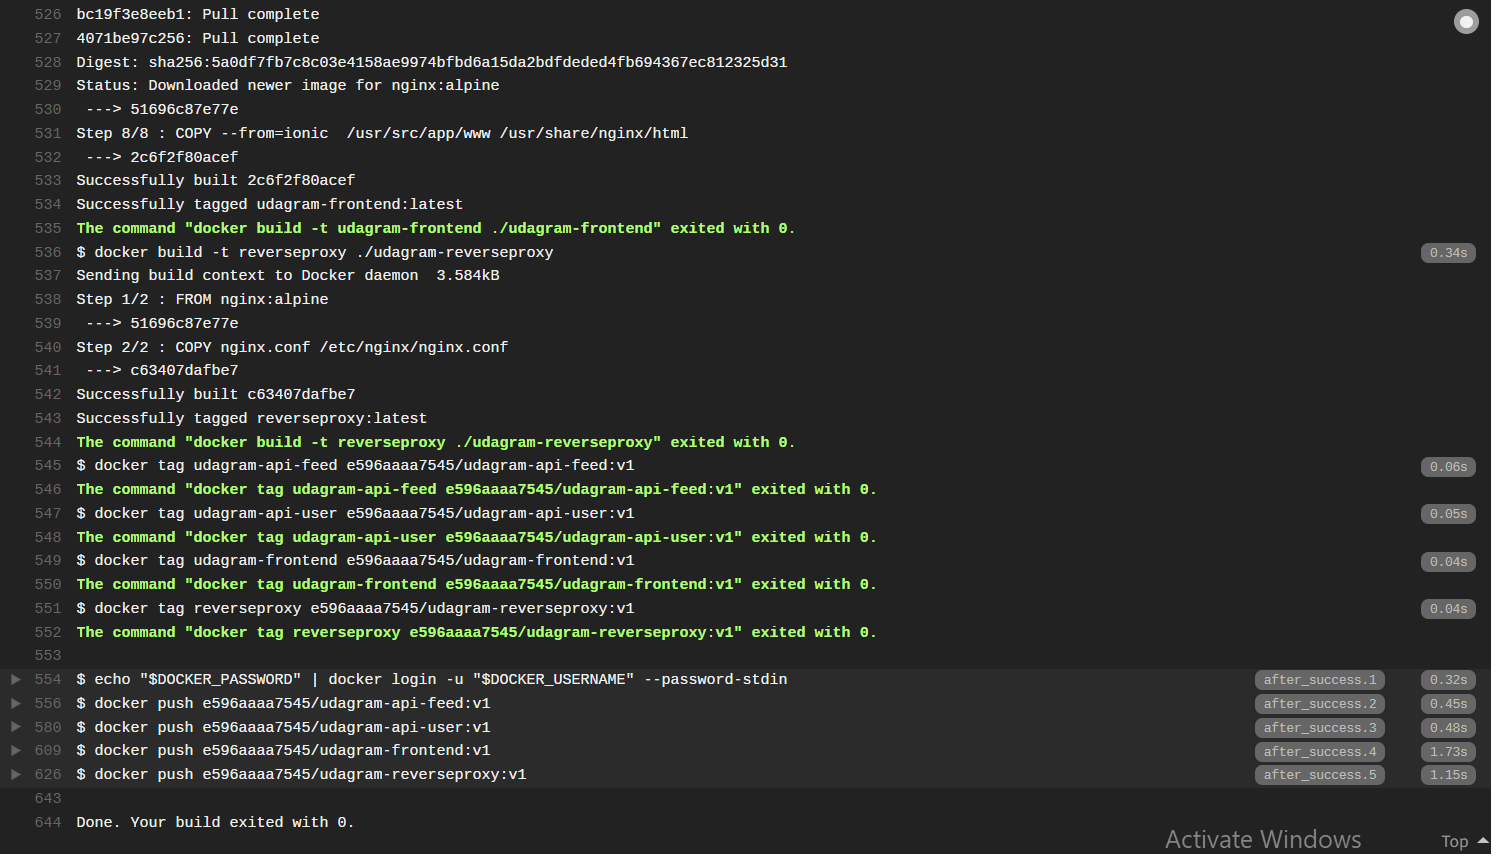 526 bc19f3e8eeb1: Pull complete
527 4071be97c256: Pull complete
528 Digest: sha256:5a0df7fb7c8c03e4158ae9974bfbd6a15da2bdfdeded4fb694367ec812325d31
529 Status: Downloaded newer image for nginx:alpine
530 ---> 51696c87e77e
531 Step 8/8 : COPY --from=ionic  /usr/src/app/www /usr/share/nginx/html
532 ---> 2c6f2f80acef
533 Successfully built 2c6f2f80acef
534 Successfully tagged udagram-frontend:latest
535 The command "docker build -t udagram-frontend ./udagram-frontend" exited with 0.
536 $ docker build -t reverseproxy ./udagram-reverseproxy 0.34s
537 Sending build context to Docker daemon  3.584kB
538 Step 1/2 : FROM nginx:alpine
539 ---> 51696c87e77e
540 Step 2/2 : COPY nginx.conf /etc/nginx/nginx.conf
541 ---> c63407dafbe7
542 Successfully built c63407dafbe7
543 Successfully tagged reverseproxy:latest
544 The command "docker build -t reverseproxy ./udagram-reverseproxy" exited with 0.
545 $ docker tag udagram-api-feed e596aaaa7545/udagram-api-feed:v1 0.06s
546 The command "docker tag udagram-api-feed e596aaaa7545/udagram-api-feed:v1" exited with 0.
547 $ docker tag udagram-api-user e596aaaa7545/udagram-api-user:v1 0.05s
548 The command "docker tag udagram-api-user e596aaaa7545/udagram-api-user:v1" exited with 0.
549 $ docker tag udagram-frontend e596aaaa7545/udagram-frontend:v1 0.04s
550 The command "docker tag udagram-frontend e596aaaa7545/udagram-frontend:v1" exited with 0.
551 $ docker tag reverseproxy e596aaaa7545/udagram-reverseproxy:v1 0.04s
552 The command "docker tag reverseproxy e596aaaa7545/udagram-reverseproxy:v1" exited with 0.
553
554 $ echo "$DOCKER_PASSWORD" | docker login -u "$DOCKER_USERNAME" --password-stdin after_success.1 0.32s
556 $ docker push e596aaaa7545/udagram-api-feed:v1 after_success.2 0.45s
580 $ docker push e596aaaa7545/udagram-api-user:v1 after_success.3 0.48s
609 $ docker push e596aaaa7545/udagram-frontend:v1 after_success.4 1.73s
626 $ docker push e596aaaa7545/udagram-reverseproxy:v1 after_success.5 1.15s
643
644 Done. Your build exited with 0.
Activate Windows
Top